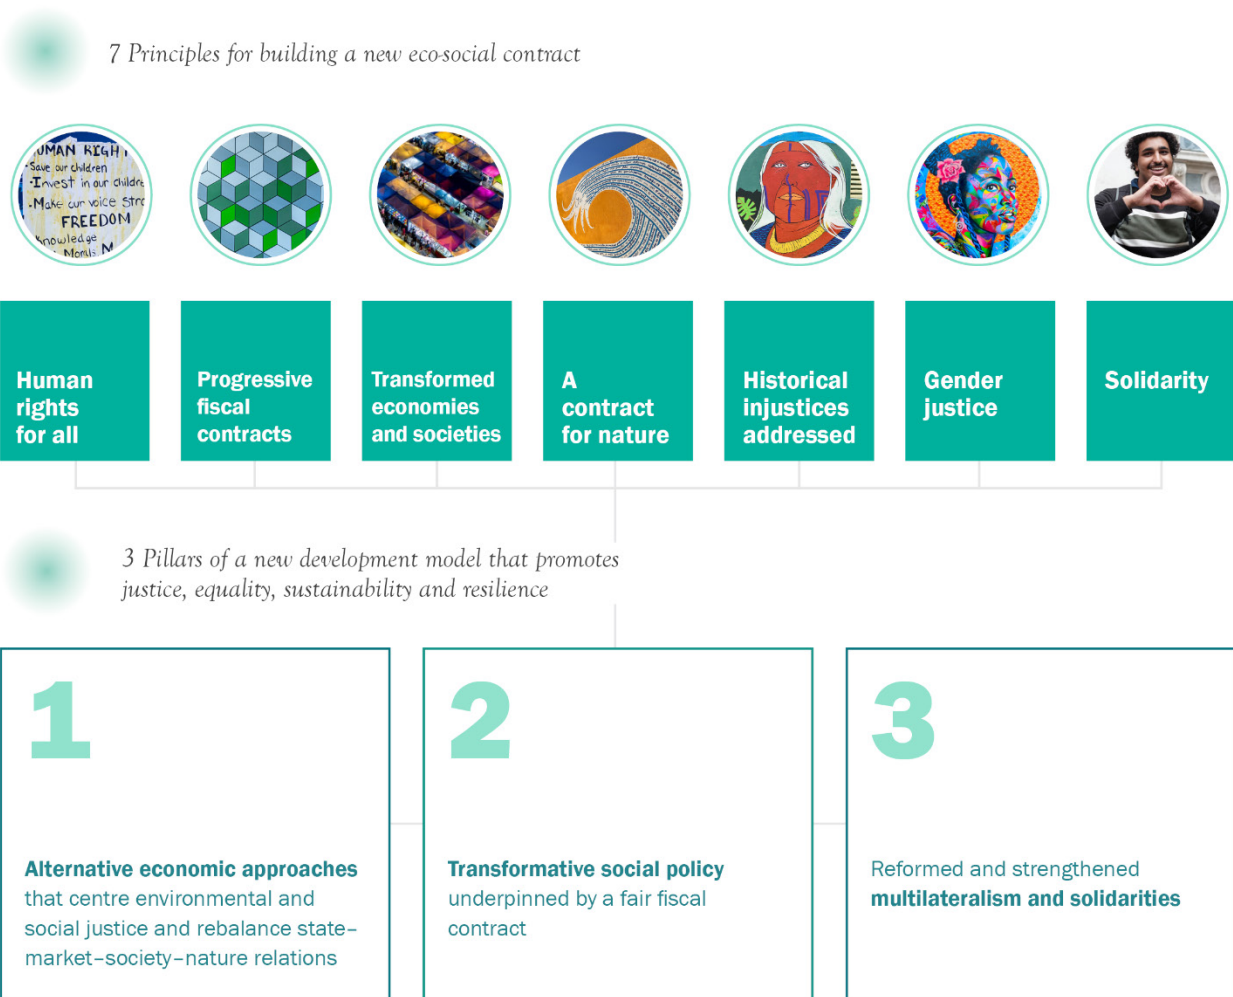 7 Principles for building a new eco-social contract
UMAN RIGH
Save our children
-Invest in our childre
-Make our voice stro
FREEDOM
Knowledge
Morals M
Human
rights
for all
Progressive
fiscal
contracts
Transformed
economies
and societies
A
contract
for nature
Historical
injustices
addressed
Gender
justice
Solidarity
3 Pillars of a new development model that promotes
justice, equality, sustainability and resilience
1
Alternative economic approaches
that centre environmental and
social justice and rebalance state–
market–society–nature relations
2
Transformative social policy
underpinned by a fair fiscal
contract
3
Reformed and strengthened
multilateralism and solidarities